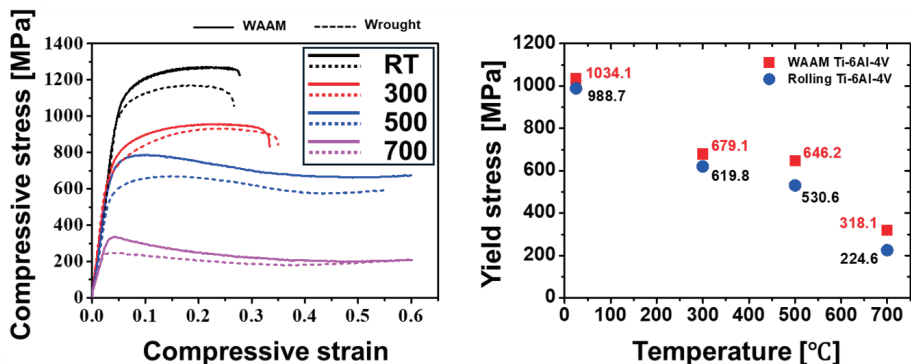 WAAM Wrought
1400
1200
1000
800
600
400
200
0
Compressive stress [MPa]
RT
300
500
700
0.0 0.1 0.2 0.3 0.4 0.5 0.6
Compressive strain
1200
1000
800
600
400
200
0
Yield stress [MPa]
WAAM Ti-6Al-4V
Rolling Ti-6Al-4V
1034.1
988.7
679.1
619.8
646.2
530.6
318.1
224.6
0 100 200 300 400 500 600 700
Temperature [℃]